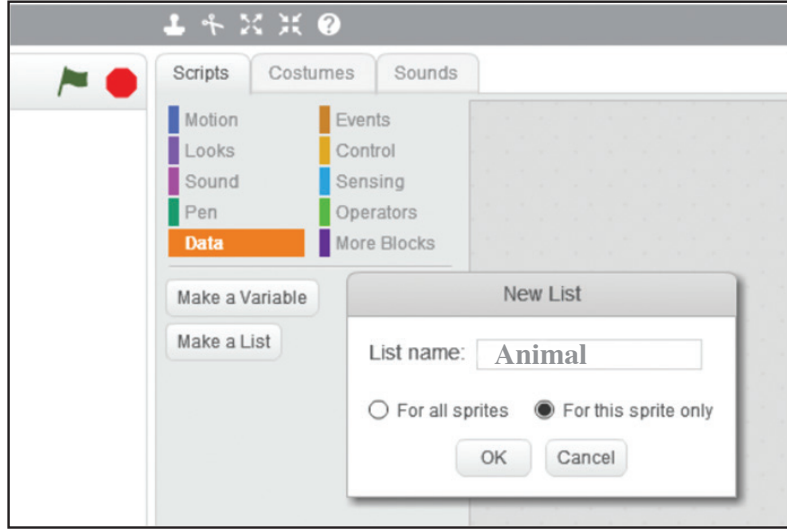 ?
Scripts Costumes Sounds
Motion Events
Looks Control
Sound Sensing
Pen Operators
Data More Blocks
Make a Variable
Make a List
New List
List name: Animal
For all sprites For this sprite only
OK Cancel